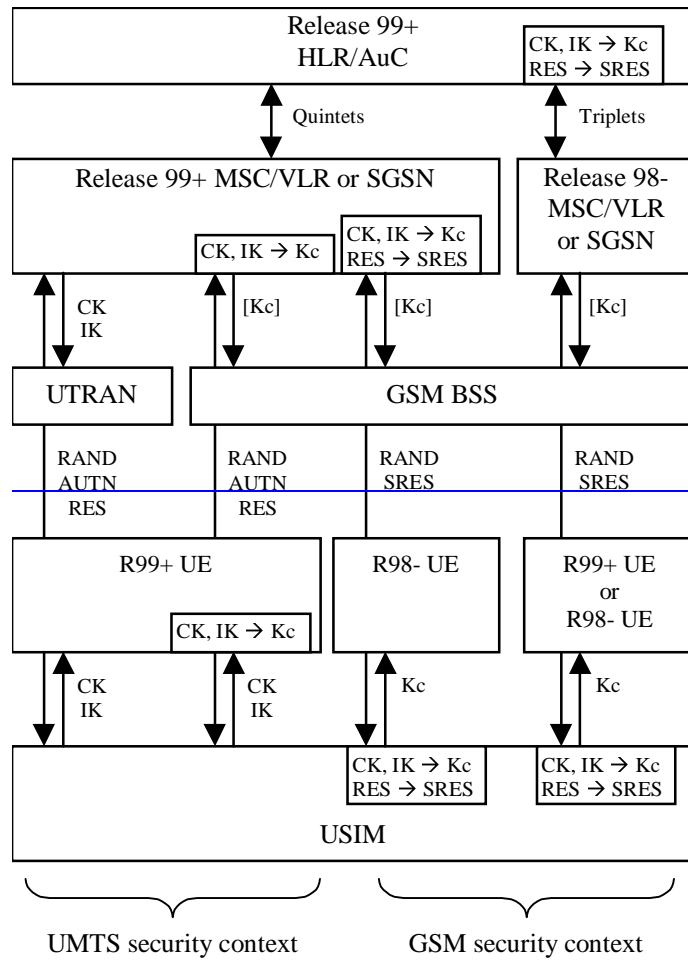 Release 99+
HLR/AuC
CK, IK → Kc
RES → SRES
Quintets
Triplets
Release 99+ MSC/VLR or SGSN
CK, IK → Kc
CK, IK → Kc
RES → SRES
Release 98-
MSC/VLR
or SGSN
CK
IK
[Kc]
[Kc]
[Kc]
UTRAN
GSM BSS
RAND
AUTN
RES
RAND
AUTN
RES
RAND
SRES
RAND
SRES
R99+ UE
CK, IK → Kc
R98- UE
R99+ UE
or
R98- UE
CK
IK
CK
IK
Kc
Kc
CK, IK → Kc
RES → SRES
CK, IK → Kc
RES → SRES
USIM
UMTS security context
GSM security context